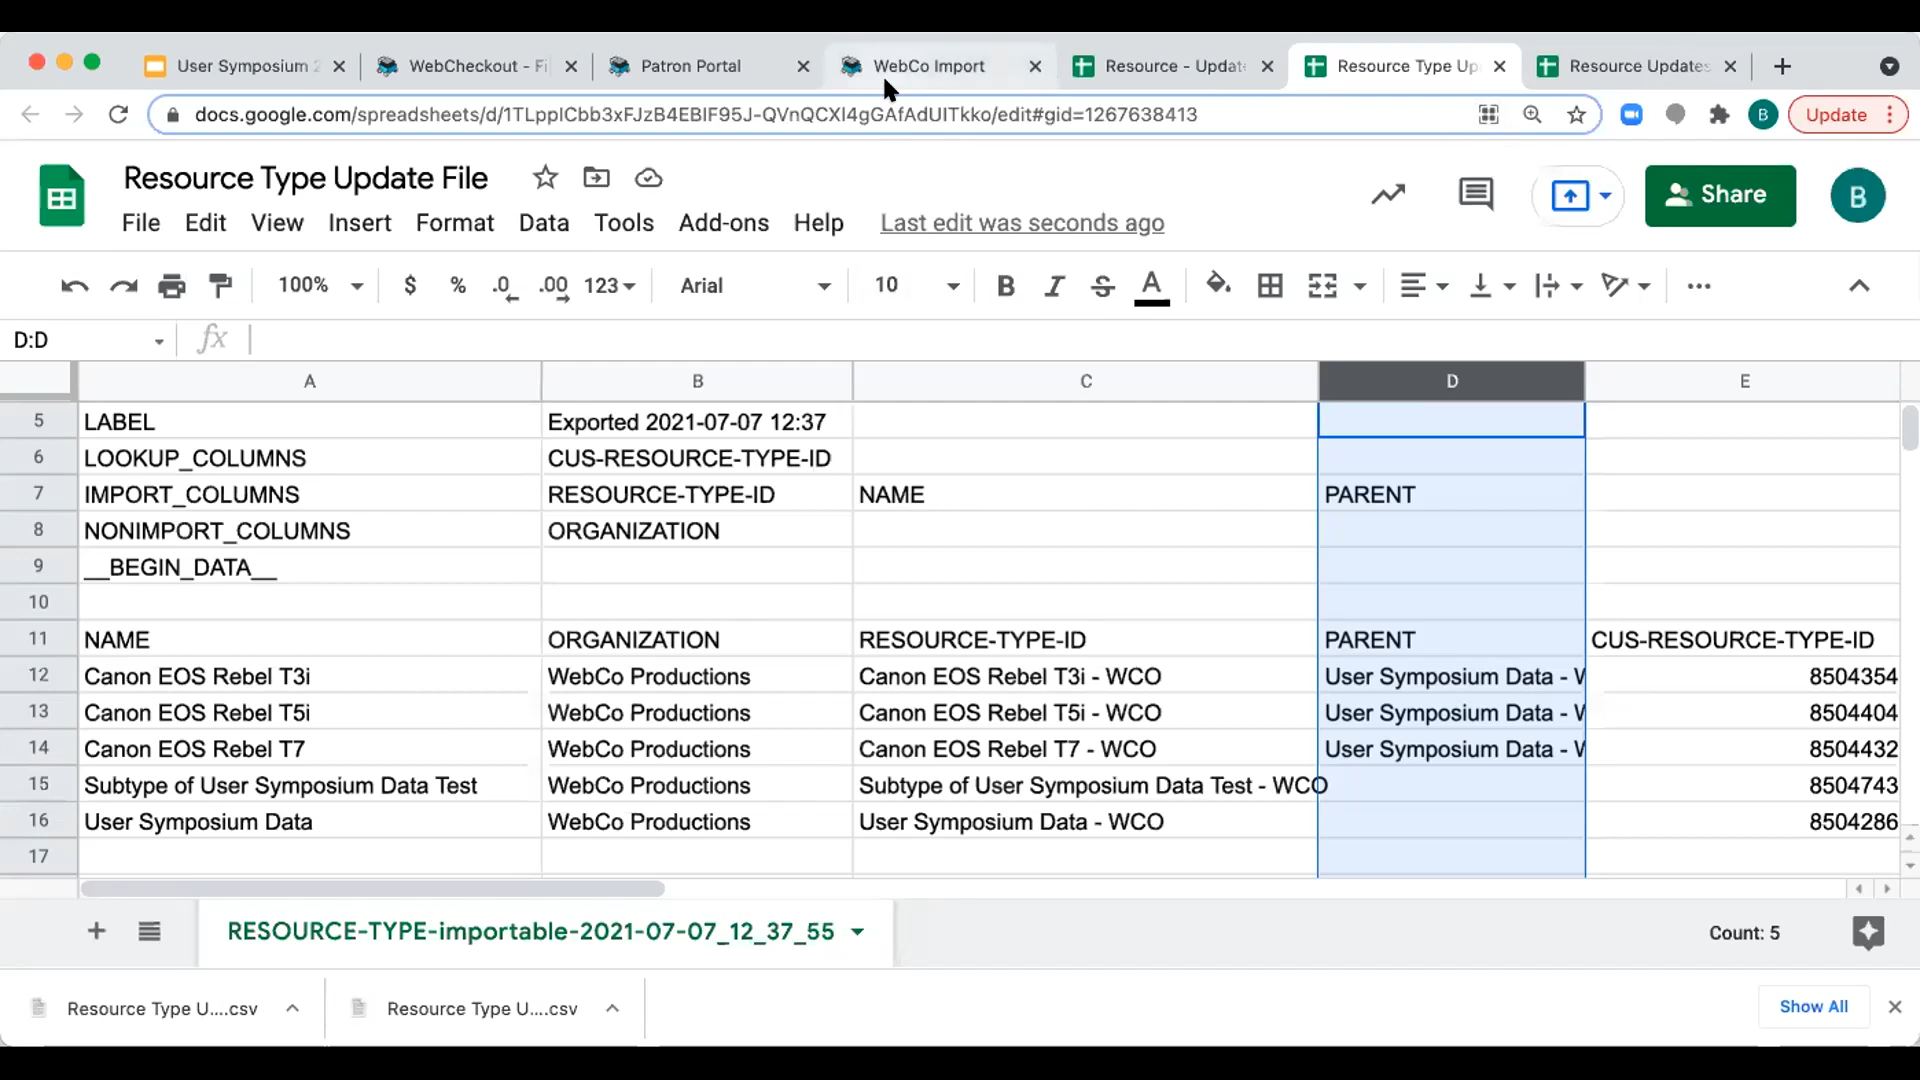 User Symposium 2
WebCheckout - Fi
Patron Portal
WebCo Import
Resource - Update
Resource Type Up
Resource Updates
docs.google.com/spreadsheets/d/1TLppICbb3xFJzB4EBIF95J-QVnQCXI4gGAfAdUITkko/edit#gid=1267638413
B
Update
Resource Type Update File
File Edit View Insert Format Data Tools Add-ons Help Last edit was seconds ago
Share
B
100% $ % .0 .00 123 Arial 10 B I S A
D:D fx
A B C D E
5 LABEL Exported 2021-07-07 12:37
6 LOOKUP_COLUMNS CUS-RESOURCE-TYPE-ID
7 IMPORT_COLUMNS RESOURCE-TYPE-ID NAME PARENT
8 NONIMPORT_COLUMNS ORGANIZATION
9 __BEGIN_DATA__
10
11 NAME ORGANIZATION RESOURCE-TYPE-ID PARENT CUS-RESOURCE-TYPE-ID
12 Canon EOS Rebel T3i WebCo Productions Canon EOS Rebel T3i - WCO User Symposium Data - W 8504354
13 Canon EOS Rebel T5i WebCo Productions Canon EOS Rebel T5i - WCO User Symposium Data - W 8504404
14 Canon EOS Rebel T7 WebCo Productions Canon EOS Rebel T7 - WCO User Symposium Data - W 8504432
15 Subtype of User Symposium Data Test WebCo Productions Subtype of User Symposium Data Test - WCO 8504743
16 User Symposium Data WebCo Productions User Symposium Data - WCO 8504286
17
RESOURCE-TYPE-importable-2021-07-07_12_37_55
Count: 5
Resource Type U....csv
Resource Type U....csv
Show All